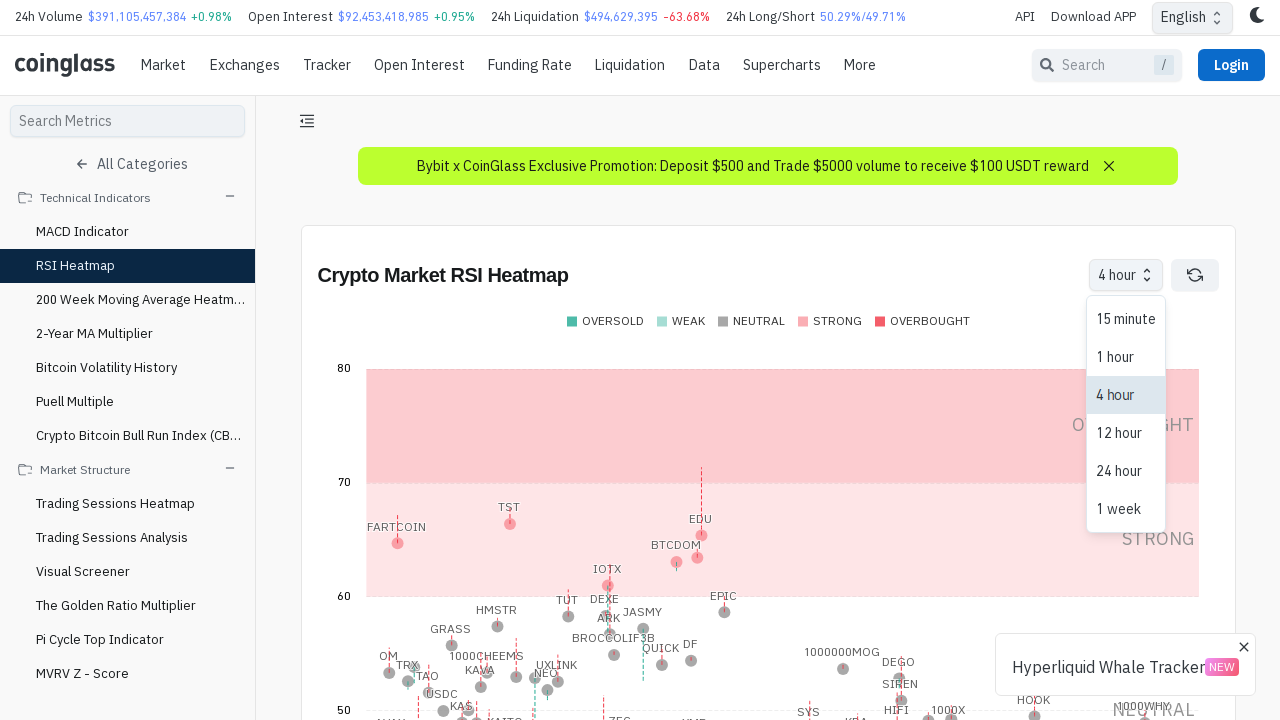 24h Volume $391,105,457,384 +0.98% Open Interest $92,453,418,985 +0.95% 24h Liquidation $494,629,395 -63.68% 24h Long/Short 50.29%/49.71% API Download APP English
coinglass Market Exchanges Tracker Open Interest Funding Rate Liquidation Data Supercharts More Search / Login
Search Metrics
All Categories
Technical Indicators
MACD Indicator
RSI Heatmap
200 Week Moving Average Heatm...
2-Year MA Multiplier
Bitcoin Volatility History
Puell Multiple
Crypto Bitcoin Bull Run Index (CB...
Market Structure
Trading Sessions Heatmap
Trading Sessions Analysis
Visual Screener
The Golden Ratio Multiplier
Pi Cycle Top Indicator
MVRV Z - Score
Bybit x CoinGlass Exclusive Promotion: Deposit $500 and Trade $5000 volume to receive $100 USDT reward
Crypto Market RSI Heatmap
4 hour
15 minute
1 hour
4 hour
12 hour
24 hour
1 week
OVERSOLD WEAK NEUTRAL STRONG OVERBOUGHT
80
70
TST
FARTCOIN
EDU
BTCDOM
STRONG
IOTX
60
EPIC
TUT DEXE
HMSTR
JASMY
ARK
GRASS
BROCCOLIF3B
QUICK DF
OM
TRX
1000CHEEMS
1000000MOG
DEGO
KAVA
UXLINK
NEO
TAO
SIREN
USDC
KAS
HOOK
HIFI
1000X
1000WHY
SYS
50
NEUTRAL
Hyperliquid Whale Tracker NEW